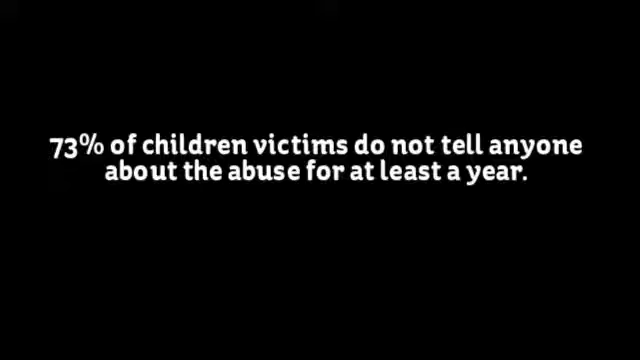 73% of children victims do not tell anyone
about the abuse for at least a year.